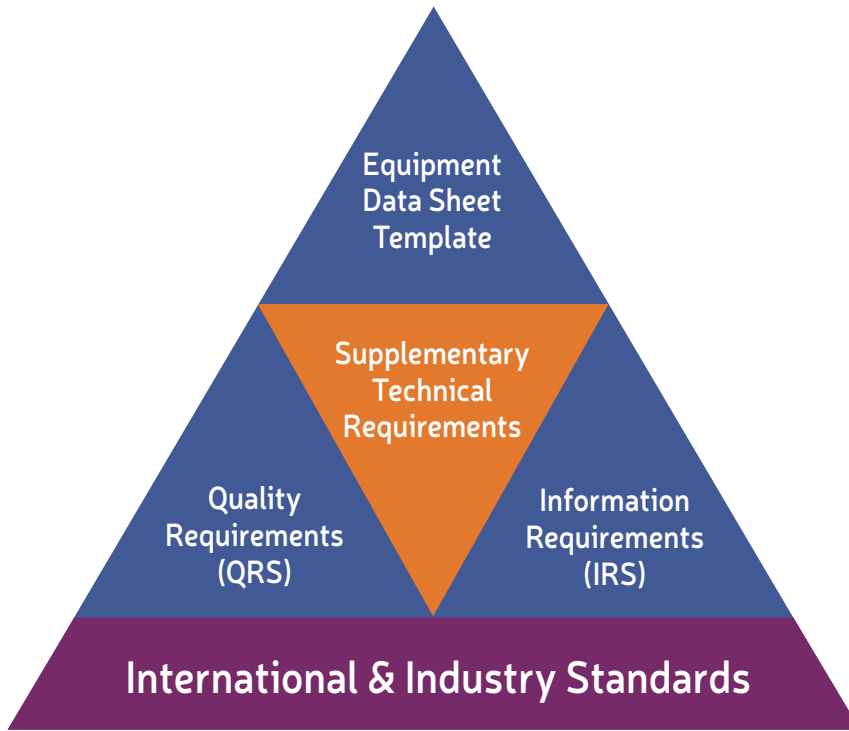 Equipment
Data Sheet
Template
Supplementary
Technical
Requirements
Quality
Requirements
(QRS)
Information
Requirements
(IRS)
International & Industry Standards